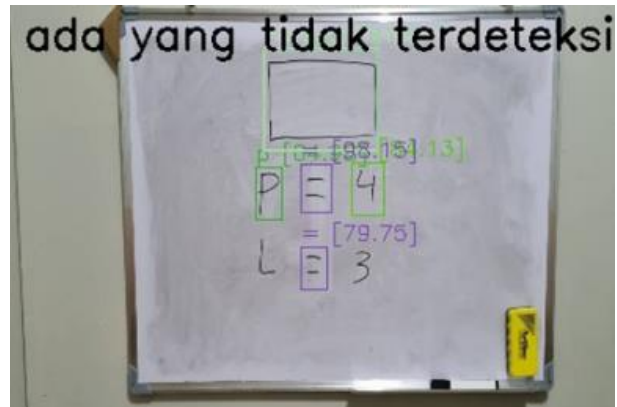 ada yang tidak terdeteksi
= [98.15]
P = 4
= [79.75]
L = 3